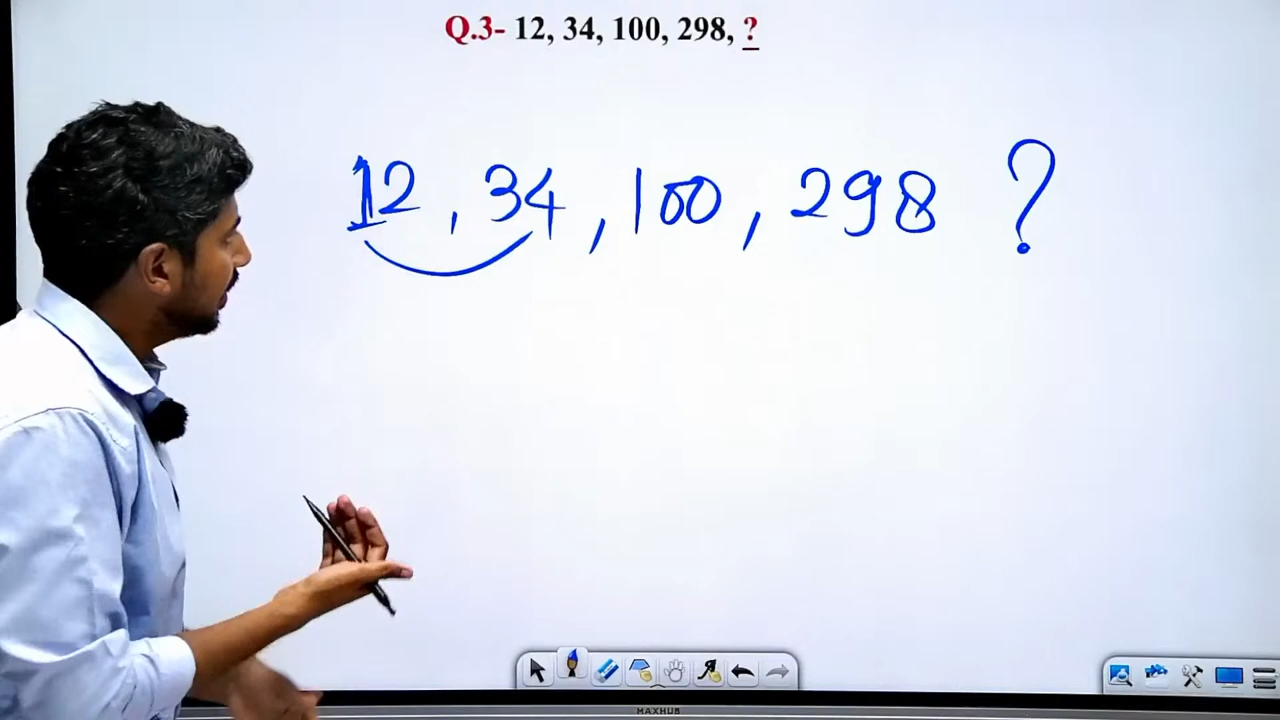 Q.3- 12, 34, 100, 298, ?
12, 34, 100, 298 ?
MAXHUB